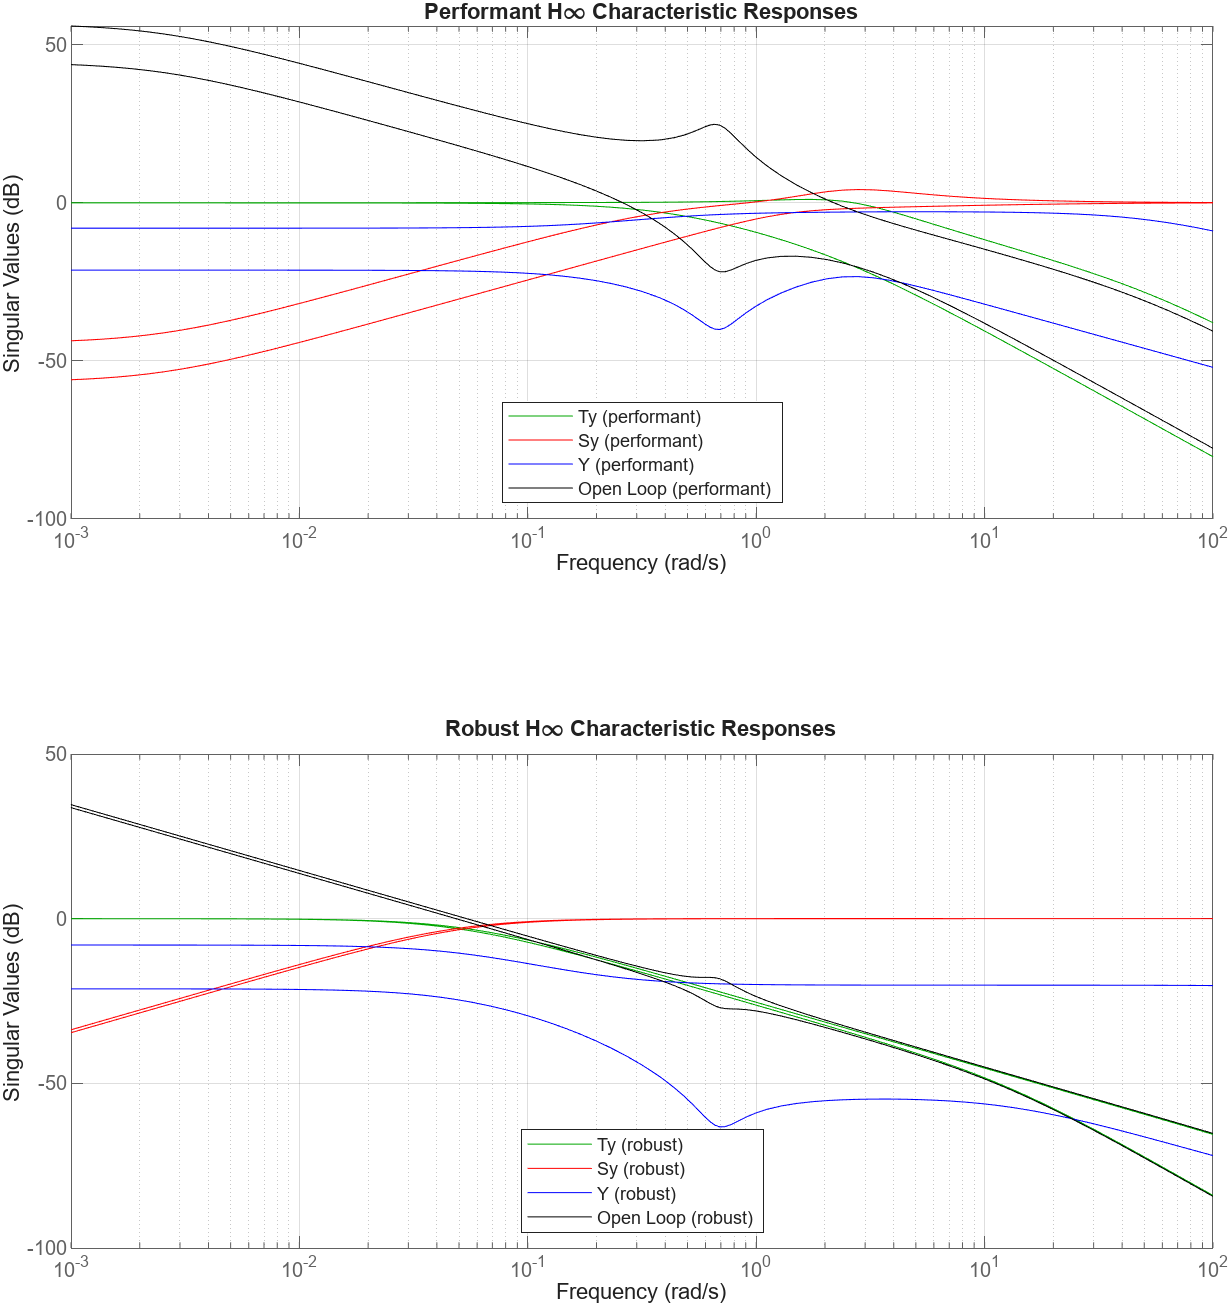 Performant H∞ Characteristic Responses
50
0
-50
-100
Singular Values (dB)
Ty (performant)
Sy (performant)
Y (performant)
Open Loop (performant)
10-3 10-2 10-1 100 101 102
Frequency (rad/s)
Robust H∞ Characteristic Responses
50
0
-50
-100
Singular Values (dB)
Ty (robust)
Sy (robust)
Y (robust)
Open Loop (robust)
10-3 10-2 10-1 100 101 102
Frequency (rad/s)